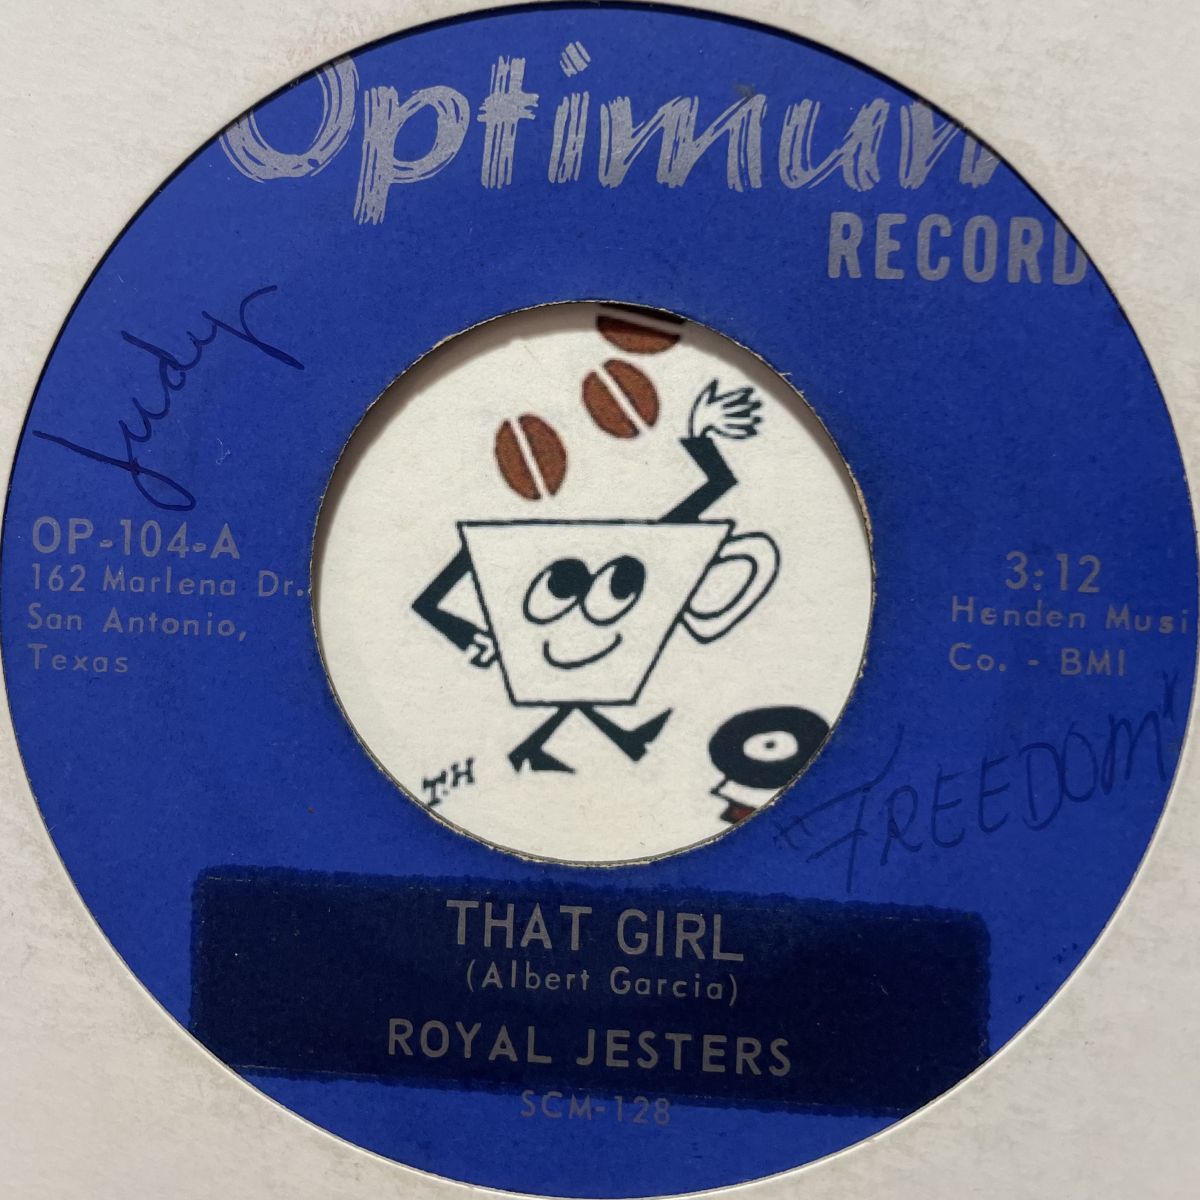 Optimum
RECORD
Judy
OP-104-A
162 Marlena Dr.,
San Antonio,
Texas
3:12
Henden Musi
Co. - BMI
"FREEDOM"
T.H
THAT GIRL
(Albert Garcia)
ROYAL JESTERS
SCM-128